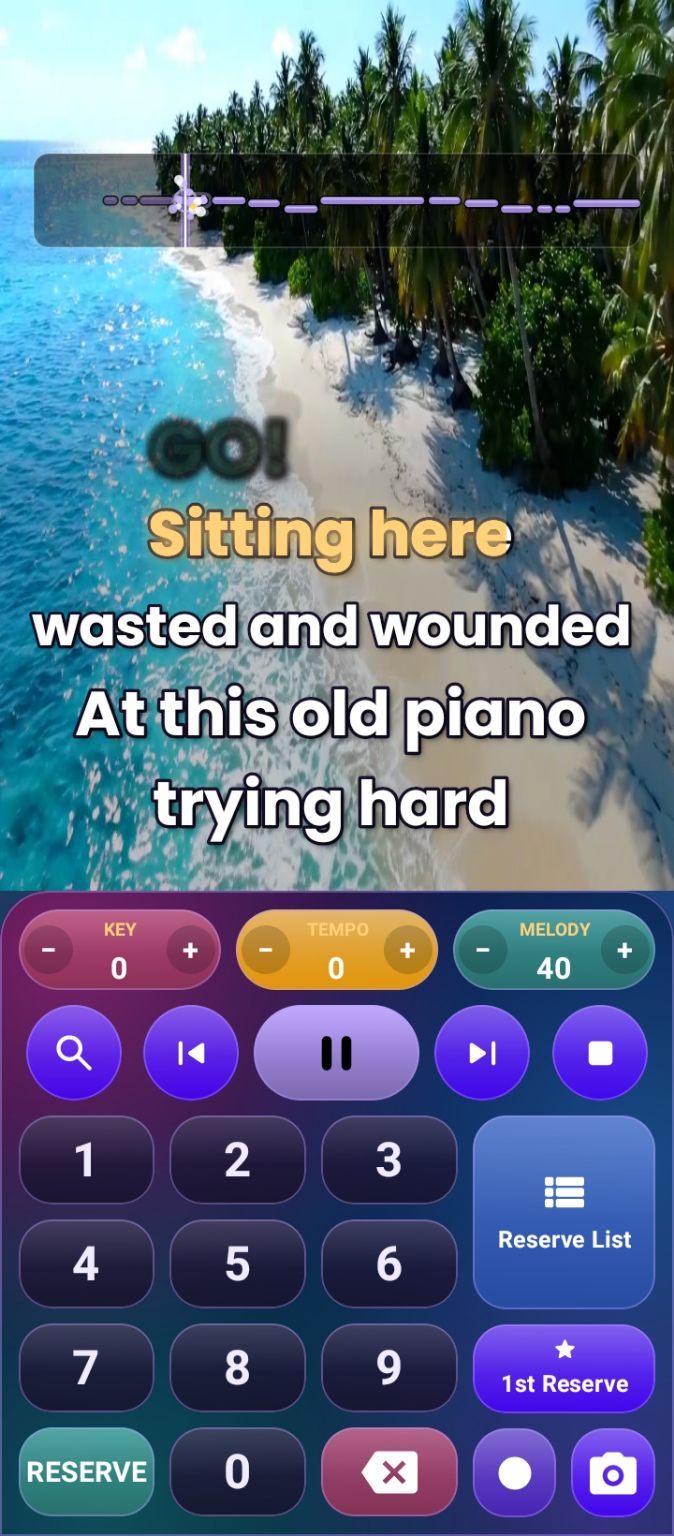 GO!
Sitting here
wasted and wounded
At this old piano
trying hard
KEY TEMPO MELODY
- 0 + - 0 + - 40 +
1 2 3
Reserve List
4 5 6
7 8 9
1st Reserve
RESERVE 0